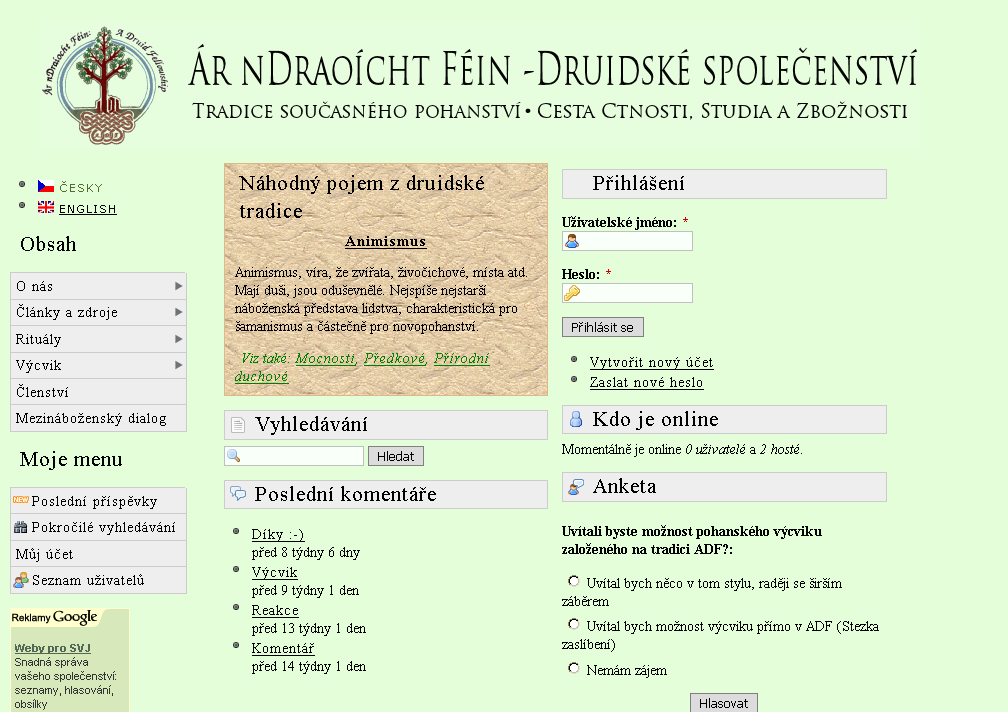 Ár nDraíocht Féin: A Druid Fellowship
ADF
Ár nDraoícht Féin -Druidské společenství
Tradice současného pohanství • Cesta Ctnosti, Studia a Zbožnosti
ČESKY
ENGLISH
Obsah
O nás
Články a zdroje
Rituály
Výcvik
Členství
Mezináboženský dialog
Moje menu
NEW Poslední příspěvky
Pokročilé vyhledávání
Můj účet
Seznam uživatelů
Reklamy Google
Weby pro SVJ
Snadná správa
vašeho společenství:
seznamy, hlasování,
obsílky
Náhodný pojem z druidské
tradice
Animismus
Animismus, víra, že zvířata, živočichové, místa atd.
Mají duši, jsou oduševnělé. Nejspíše nejstarší
náboženská představa lidstva, charakteristická pro
šamanismus a částečně pro novopohanství.
Viz také: Mocnosti, Předkové, Přírodní
duchové
Vyhledávání
Hledat
Poslední komentáře
Díky :-)
před 8 týdny 6 dny
Výcvik
před 9 týdny 1 den
Reakce
před 13 týdny 1 den
Komentář
před 14 týdny 1 den
Přihlášení
Uživatelské jméno: *
Heslo: *
Přihlásit se
Vytvořit nový účet
Zaslat nové heslo
Kdo je online
Momentálně je online 0 uživatelé a 2 hosté.
Anketa
Uvítali byste možnost pohanského výcviku
založeného na tradici ADF?:
Uvítal bych něco v tom stylu, raději se širším
záběrem
Uvítal bych možnost výcviku přímo v ADF (Stezka
zaslíbení)
Nemám zájem
Hlasovat